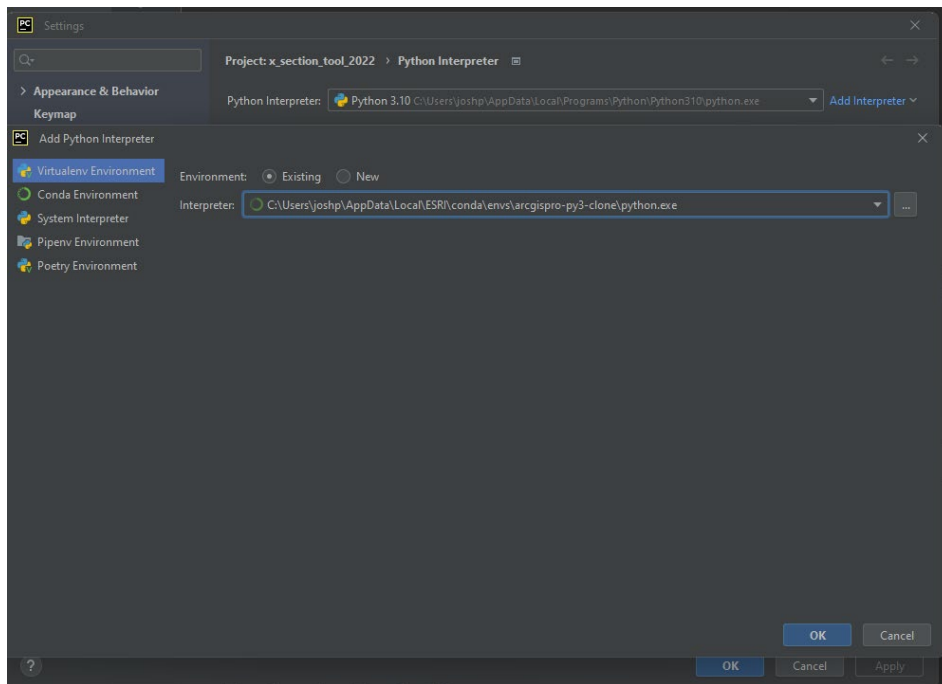 PC Settings
Project: x_section_tool_2022 › Python Interpreter
Appearance & Behavior
Keymap
Python Interpreter: Python 3.10 C:\Users\joshp\AppData\Local\Programs\Python\Python310\python.exe Add Interpreter
PC Add Python Interpreter
Virtualenv Environment
Conda Environment
System Interpreter
Pipenv Environment
Poetry Environment
Environment: Existing New
Interpreter: C:\Users\joshp\AppData\Local\ESRI\conda\envs\arcgispro-py3-clone\python.exe ...
OK Cancel
? OK Cancel Apply